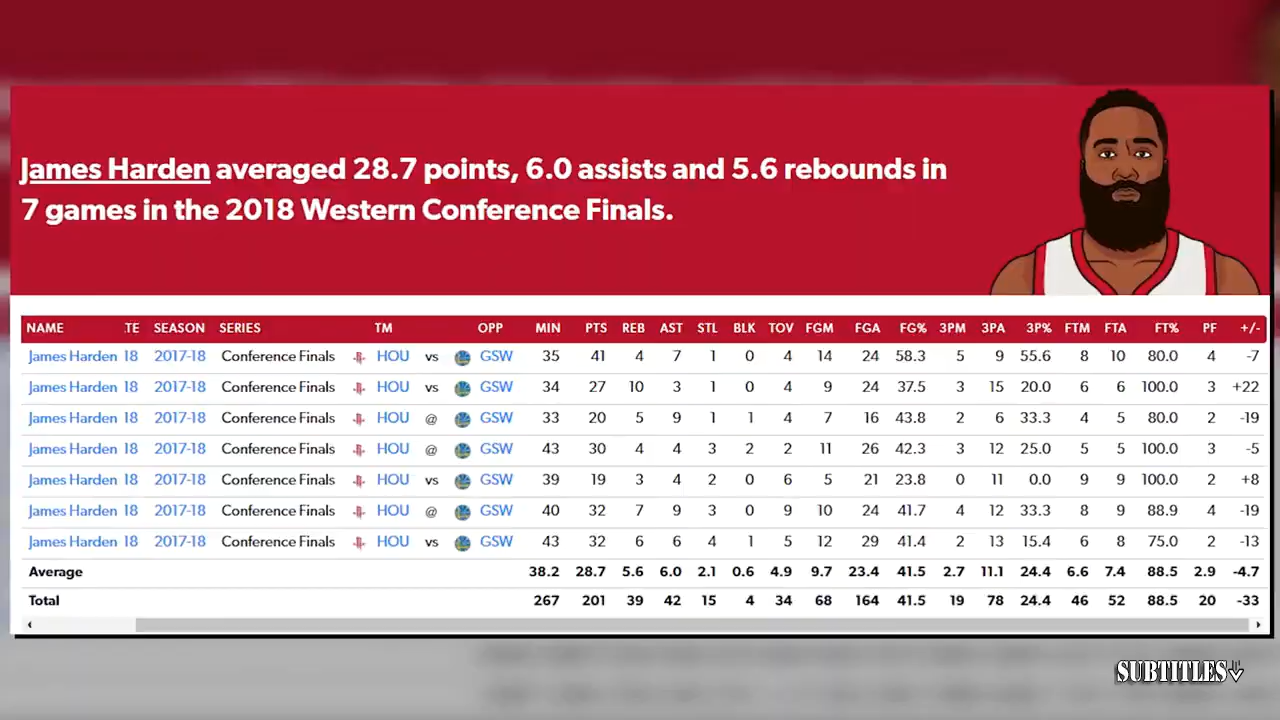 James Harden averaged 28.7 points, 6.0 assists and 5.6 rebounds in
7 games in the 2018 Western Conference Finals.
NAME TE SEASON SERIES TM OPP MIN PTS REB AST STL BLK TOV FGM FGA FG% 3PM 3PA 3P% FTM FTA FT% PF +/-
James Harden 18 2017-18 Conference Finals HOU vs GSW 35 41 4 7 1 0 4 14 24 58.3 5 9 55.6 8 10 80.0 4 -7
James Harden 18 2017-18 Conference Finals HOU vs GSW 34 27 10 3 1 0 4 9 24 37.5 3 15 20.0 6 6 100.0 3 +22
James Harden 18 2017-18 Conference Finals HOU @ GSW 33 20 5 9 1 1 4 7 16 43.8 2 6 33.3 4 5 80.0 2 -19
James Harden 18 2017-18 Conference Finals HOU @ GSW 43 30 4 4 3 2 2 11 26 42.3 3 12 25.0 5 5 100.0 3 -5
James Harden 18 2017-18 Conference Finals HOU vs GSW 39 19 3 4 2 0 6 5 21 23.8 0 11 0.0 9 9 100.0 2 +8
James Harden 18 2017-18 Conference Finals HOU @ GSW 40 32 7 9 3 0 9 10 24 41.7 4 12 33.3 8 9 88.9 4 -19
James Harden 18 2017-18 Conference Finals HOU vs GSW 43 32 6 6 4 1 5 12 29 41.4 2 13 15.4 6 8 75.0 2 -13
Average 38.2 28.7 5.6 6.0 2.1 0.6 4.9 9.7 23.4 41.5 2.7 11.1 24.4 6.6 7.4 88.5 2.9 -4.7
Total 267 201 39 42 15 4 34 68 164 41.5 19 78 24.4 46 52 88.5 20 -33
SUBTITLES